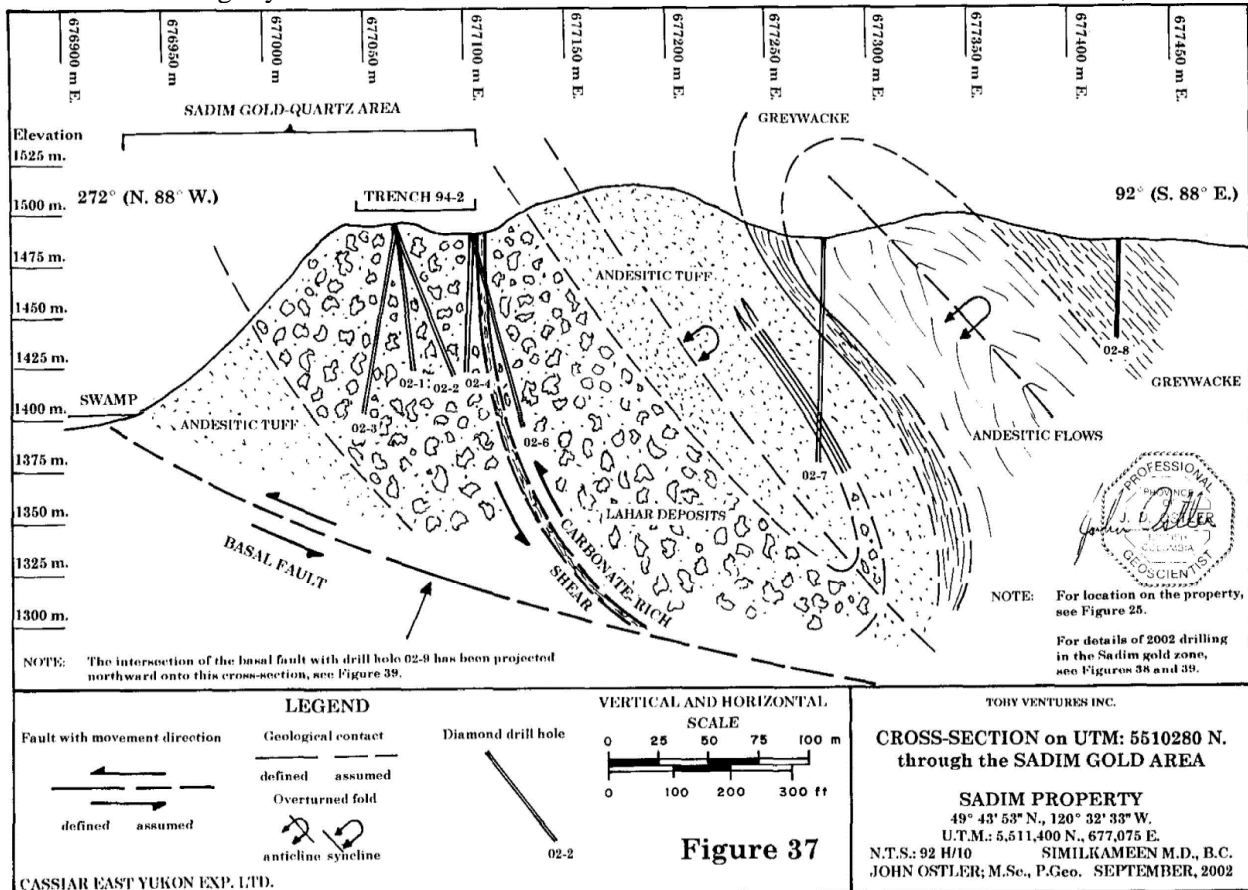 676900 m E.
676950 m
677000 m
677050 m
677100 m E.
677150 m E.
677200 m E.
677250 m E.
677300 m E.
677350 m E.
677400 m E.
677450 m E.
SADIM GOLD-QUARTZ AREA
GREYWACKE
Elevation
1525 m.
272° (N. 88° W.)
TRENCH 94-2
92° (S. 88° E.)
1500 m.
1475 m.
1450 m.
1425 m.
1400 m.
1375 m.
1350 m.
1325 m.
1300 m.
ANDESITIC TUFF
02-1
02-2
02-4
02-8
SWAMP
GREYWACKE
ANDESITIC TUFF
02-3
02-6
ANDESITIC FLOWS
02-7
LAHAR DEPOSITS
BASAL FAULT
CARBONATE-RICH
SHEAR
PROFESSIONAL
PROVINCE
COLUMBIA
GEOSCIENTIST
NOTE: For location on the property,
see Figure 25.
For details of 2002 drilling
in the Sadim gold zone,
see Figures 38 and 39.
NOTE: The intersection of the basal fault with drill hole 02-9 has been projected
northward onto this cross-section, see Figure 39.
LEGEND
Fault with movement direction
defined assumed
Geological contact
defined assumed
Overturned fold
anticline syncline
Diamond drill hole
02-2
VERTICAL AND HORIZONTAL
SCALE
0 25 50 75 100 m
0 100 200 300 ft
Figure 37
CASSIAR EAST YUKON EXP. LTD.
TOBY VENTURES INC.
CROSS-SECTION on UTM: 5510280 N.
through the SADIM GOLD AREA
SADIM PROPERTY
49° 43' 53" N., 120° 32' 33" W.
U.T.M.: 5,511,400 N., 677,075 E.
N.T.S.: 92 H/10 SIMILKAMEEN M.D., B.C.
JOHN OSTLER; M.Sc., P.Geo. SEPTEMBER, 2002